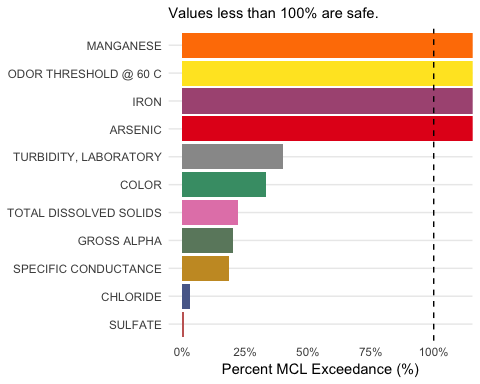 Values less than 100% are safe.
MANGANESE
ODOR THRESHOLD @ 60 C
IRON
ARSENIC
TURBIDITY, LABORATORY
COLOR
TOTAL DISSOLVED SOLIDS
GROSS ALPHA
SPECIFIC CONDUCTANCE
CHLORIDE
SULFATE
0% 25% 50% 75% 100%
Percent MCL Exceedance (%)